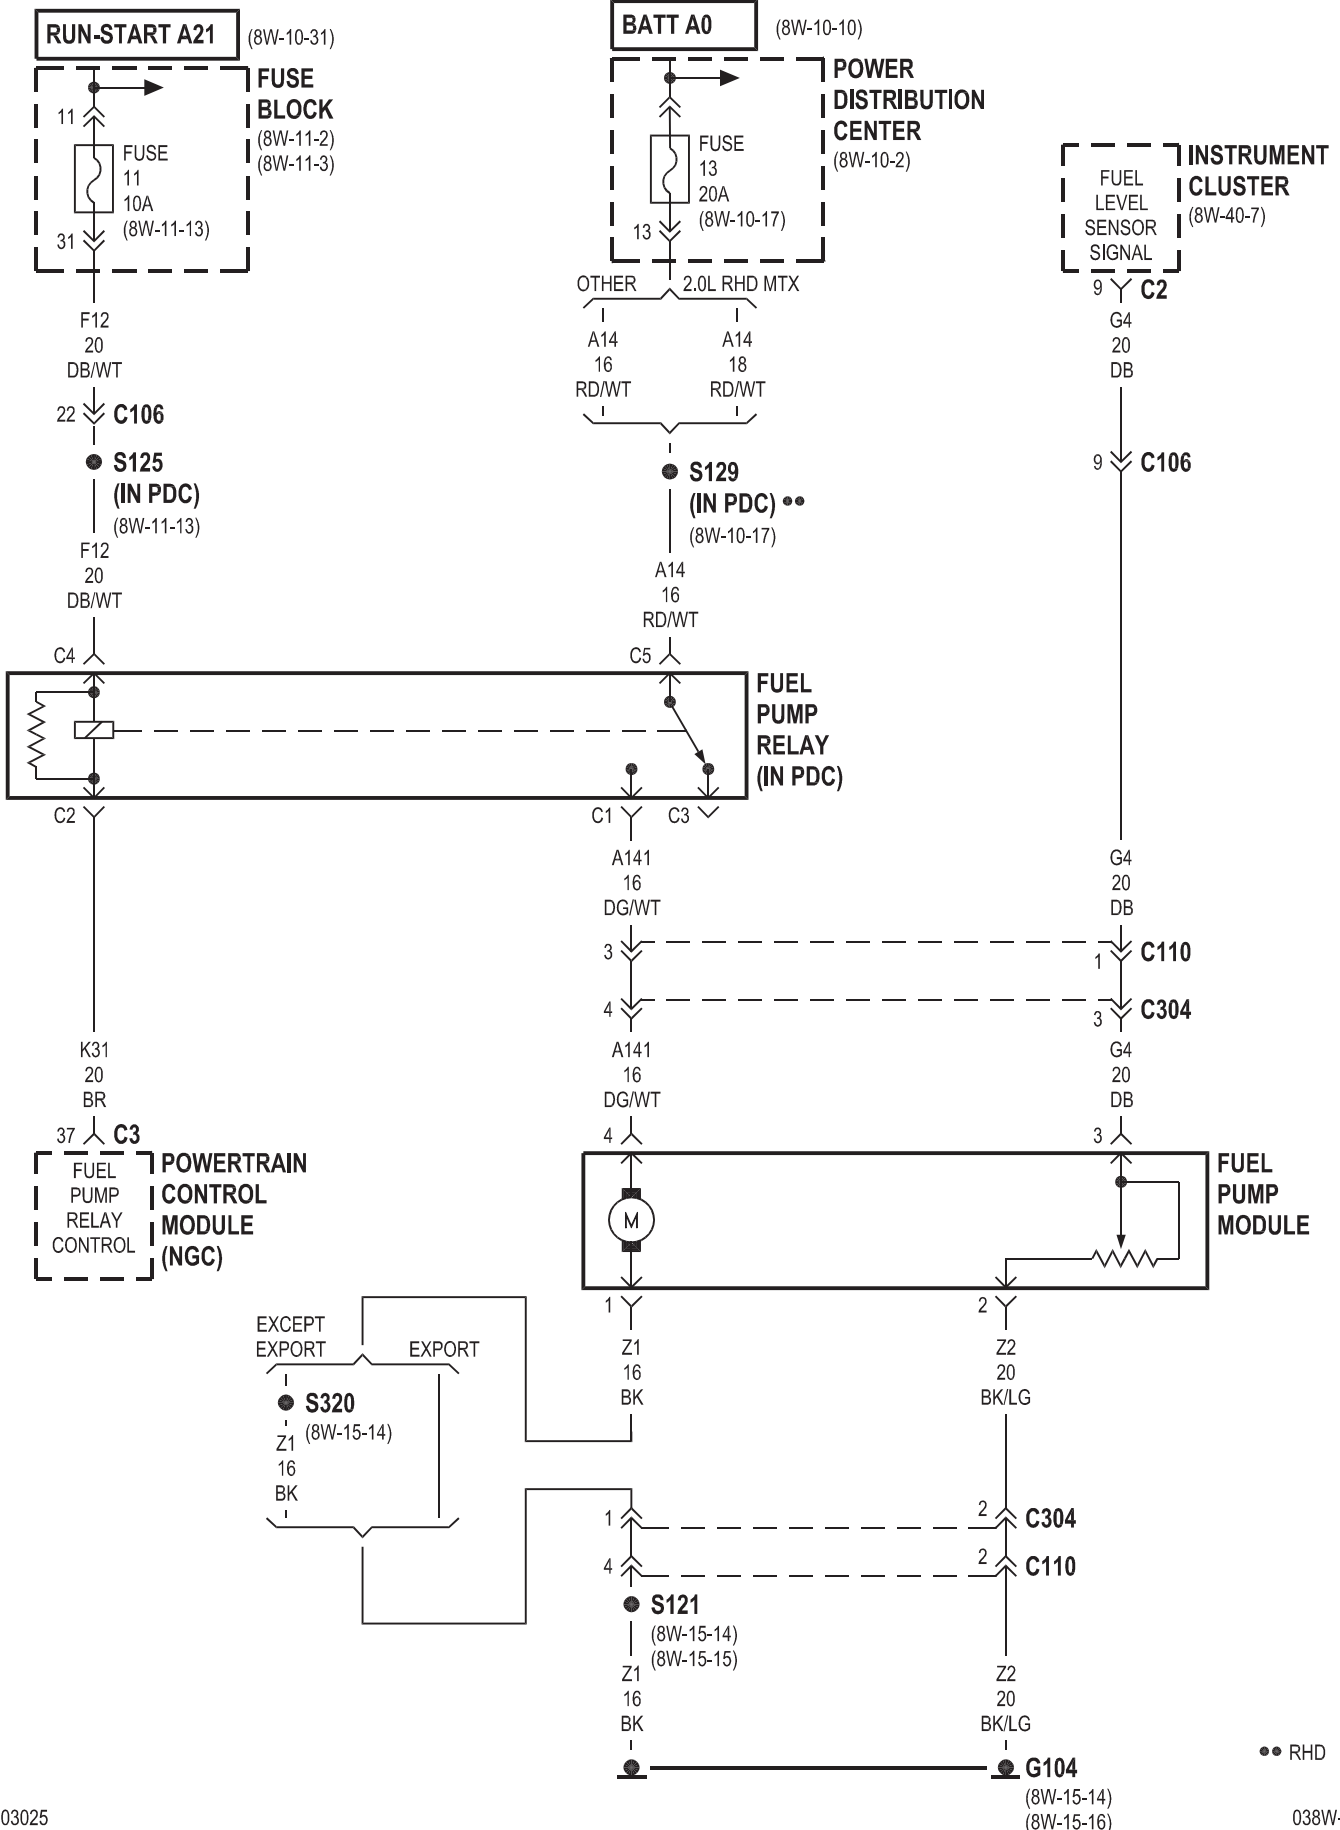 RUN-START A21
(8W-10-31)
BATT A0
(8W-10-10)
FUSE
BLOCK
(8W-11-2)
(8W-11-3)
11
FUSE
11
10A
(8W-11-13)
31
POWER
DISTRIBUTION
CENTER
(8W-10-2)
FUSE
13
20A
(8W-10-17)
13
INSTRUMENT
CLUSTER
(8W-40-7)
FUEL
LEVEL
SENSOR
SIGNAL
9
C2
G4
20
DB
OTHER
2.0L RHD MTX
F12
20
DB/WT
A14
16
RD/WT
A14
18
RD/WT
22
C106
S125
(IN PDC)
(8W-11-13)
S129
(IN PDC) ••
(8W-10-17)
9
C106
F12
20
DB/WT
A14
16
RD/WT
C4
C5
FUEL
PUMP
RELAY
(IN PDC)
C2
C1
C3
A141
16
DG/WT
G4
20
DB
3
1
C110
4
3
C304
K31
20
BR
A141
16
DG/WT
G4
20
DB
37
C3
4
3
FUEL
PUMP
RELAY
CONTROL
POWERTRAIN
CONTROL
MODULE
(NGC)
M
FUEL
PUMP
MODULE
1
2
EXCEPT
EXPORT
EXPORT
Z1
16
BK
Z2
20
BK/LG
S320
(8W-15-14)
Z1
16
BK
1
2
C304
4
2
C110
S121
(8W-15-14)
(8W-15-15)
Z1
16
BK
Z2
20
BK/LG
•• RHD
G104
(8W-15-14)
(8W-15-16)
03025
038W-